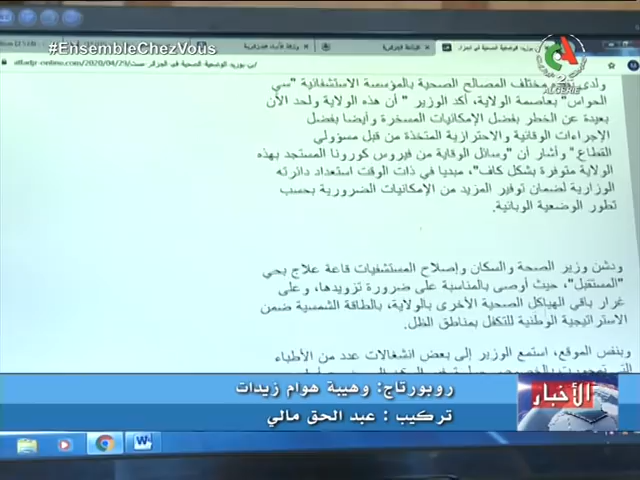 #EnsembleChezVous
ALGERIE
ولدى مختلف المصالح الصحية بالمؤسسة الاستشفائية "سي
الحواس" بعاصمة الولاية، أكد الوزير " أن هذه الولاية ولحد الآن
بعيدة عن الخطر بفضل الإمكانيات المسخرة وأيضا بفضل
الإجراءات الوقائية والاحترازية المتخذة من قبل مسؤولي
القطاع" وأشار أن "وسائل الوقاية من فيروس كورونا المستجد بهذه
الولاية متوفرة بشكل كاف"، مبديا في ذات الوقت استعداد دائرته
الوزارية لضمان توفير المزيد من الإمكانيات الضرورية بحسب
تطور الوضعية الوبائية.
ودشن وزير الصحة والسكان وإصلاح المستشفيات قاعة علاج بحي
"المستقبل"، حيث أوصى بالمناسبة على ضرورة تزويدها، وعلى
غرار باقي الهياكل الصحية الأخرى بالولاية، بالطاقة الشمسية ضمن
الاستراتيجية الوطنية للتكفل بمناطق الظل.
وبنفس الموقع، استمع الوزير إلى بعض انشغالات عدد من الأطباء
روبورتاج: وهيبة هوام زيدات
تركيب : عبد الحق مالي
الأخبار